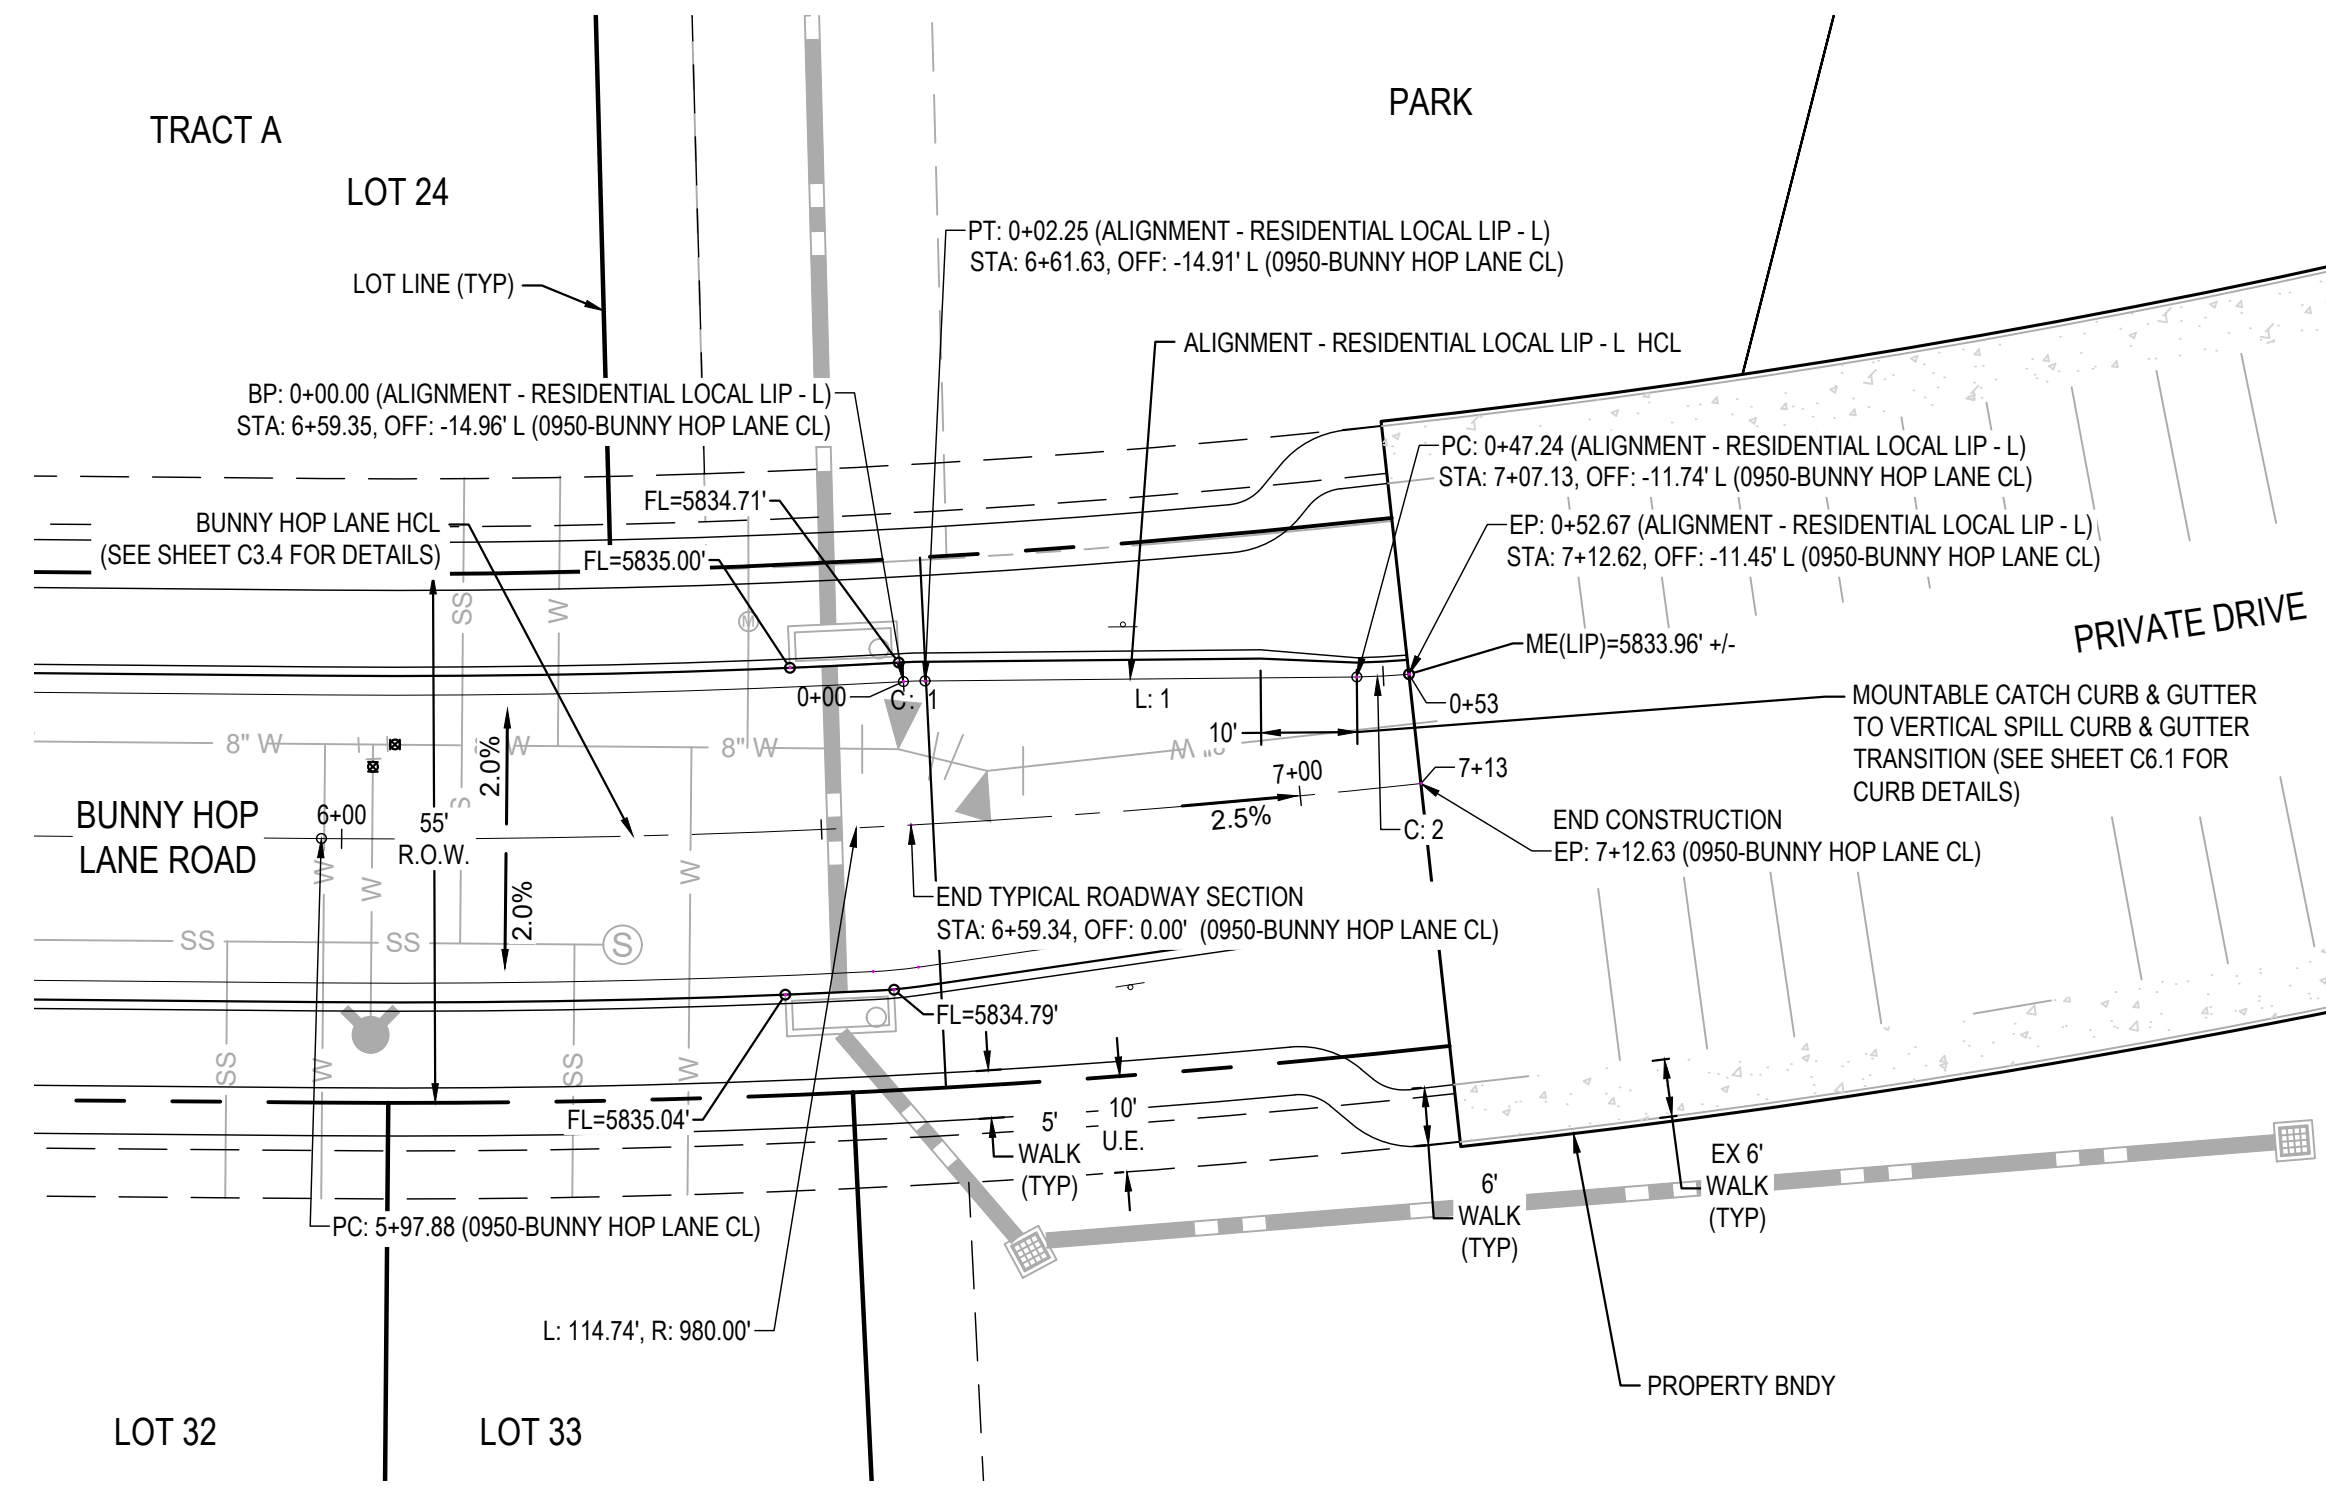 TRACT A
LOT 24
PARK
LOT LINE (TYP)
PT: 0+02.25 (ALIGNMENT - RESIDENTIAL LOCAL LIP - L)
STA: 6+61.63, OFF: -14.91' L (0950-BUNNY HOP LANE CL)
ALIGNMENT - RESIDENTIAL LOCAL LIP - L HCL
BP: 0+00.00 (ALIGNMENT - RESIDENTIAL LOCAL LIP - L)
STA: 6+59.35, OFF: -14.96' L (0950-BUNNY HOP LANE CL)
PC: 0+47.24 (ALIGNMENT - RESIDENTIAL LOCAL LIP - L)
STA: 7+07.13, OFF: -11.74' L (0950-BUNNY HOP LANE CL)
FL=5834.71'
BUNNY HOP LANE HCL
(SEE SHEET C3.4 FOR DETAILS)
FL=5835.00'
EP: 0+52.67 (ALIGNMENT - RESIDENTIAL LOCAL LIP - L)
STA: 7+12.62, OFF: -11.45' L (0950-BUNNY HOP LANE CL)
PRIVATE DRIVE
ME(LIP)=5833.96' +/-
SS
W
M
0+00
C: 1
L: 1
0+53
10'
MOUNTABLE CATCH CURB & GUTTER
TO VERTICAL SPILL CURB & GUTTER
TRANSITION (SEE SHEET C6.1 FOR
CURB DETAILS)
8" W
W
8" W
8" W
2.0%
S
7+00
7+13
2.5%
C: 2
BUNNY HOP
LANE ROAD
6+00
55'
R.O.W.
END CONSTRUCTION
EP: 7+12.63 (0950-BUNNY HOP LANE CL)
W
W
W
2.0%
END TYPICAL ROADWAY SECTION
STA: 6+59.34, OFF: 0.00' (0950-BUNNY HOP LANE CL)
SS
SS
S
FL=5834.79'
SS
W
SS
W
FL=5835.04'
5'
WALK
(TYP)
10'
U.E.
6'
WALK
(TYP)
EX 6'
WALK
(TYP)
PC: 5+97.88 (0950-BUNNY HOP LANE CL)
L: 114.74', R: 980.00'
PROPERTY BNDY
LOT 32
LOT 33